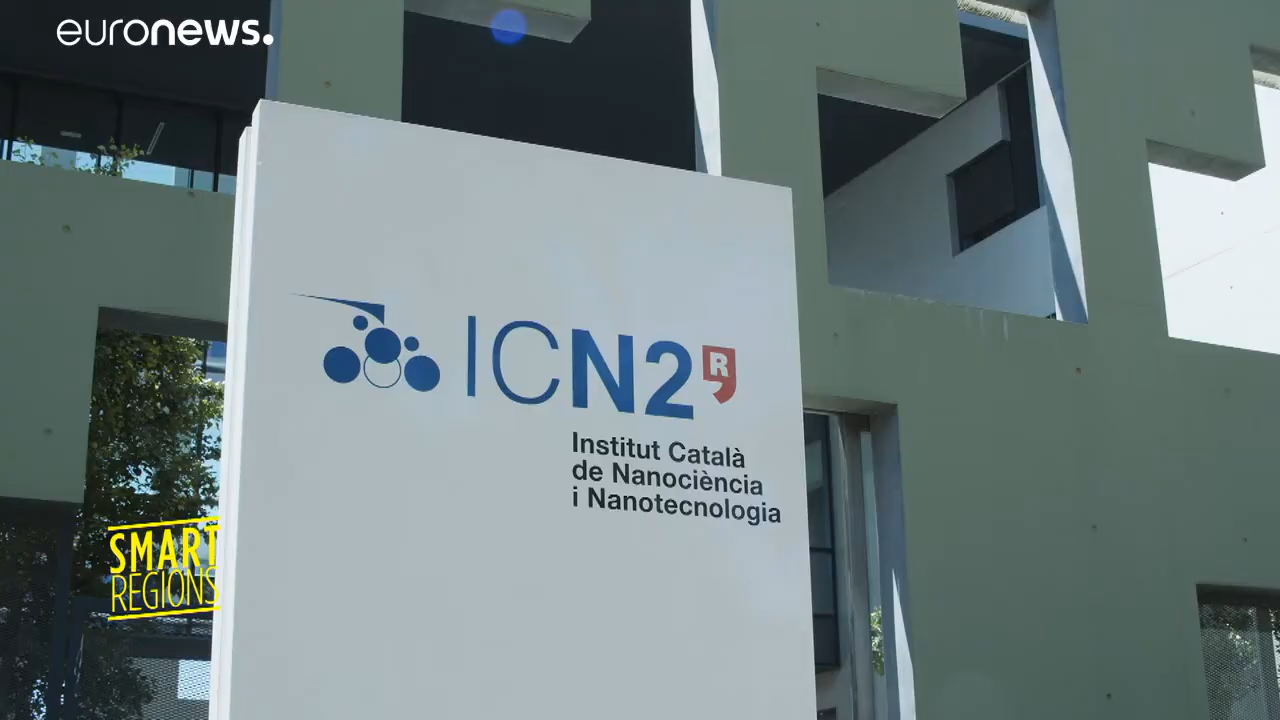 euronews.
ICN2 R
Institut Català
de Nanociència
i Nanotecnologia
SMART
REGIONS